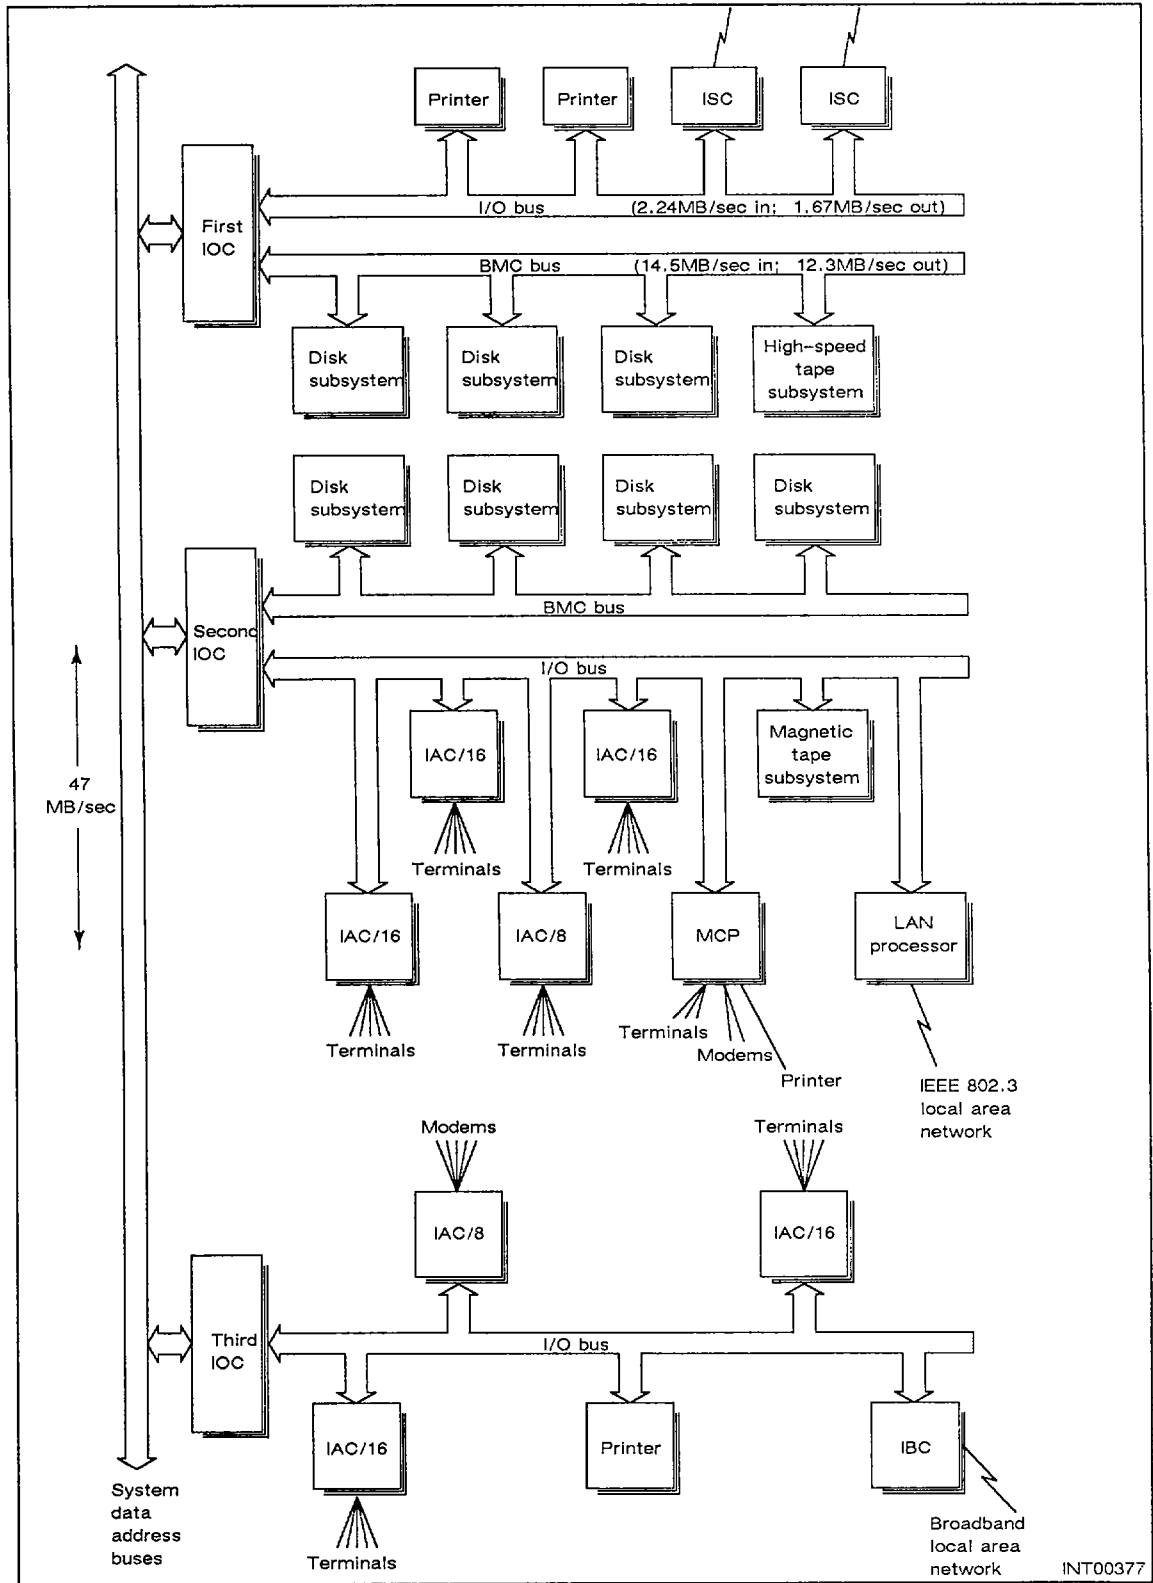 Printer
Printer
ISC
ISC
First
IOC
I/O bus (2.24MB/sec in; 1.67MB/sec out)
BMC bus (14.5MB/sec in; 12.3MB/sec out)
Disk
subsystem
Disk
subsystem
Disk
subsystem
High-speed
tape
subsystem
Disk
subsystem
Disk
subsystem
Disk
subsystem
Disk
subsystem
BMC bus
Second
IOC
I/O bus
47
MB/sec
IAC/16
IAC/16
Magnetic
tape
subsystem
Terminals
Terminals
IAC/16
IAC/8
MCP
LAN
processor
Terminals
Terminals
Terminals
Modems
Printer
IEEE 802.3
local area
network
Modems
Terminals
IAC/8
IAC/16
Third
IOC
I/O bus
IAC/16
Printer
IBC
System
data
address
buses
Terminals
Broadband
local area
network
INT00377